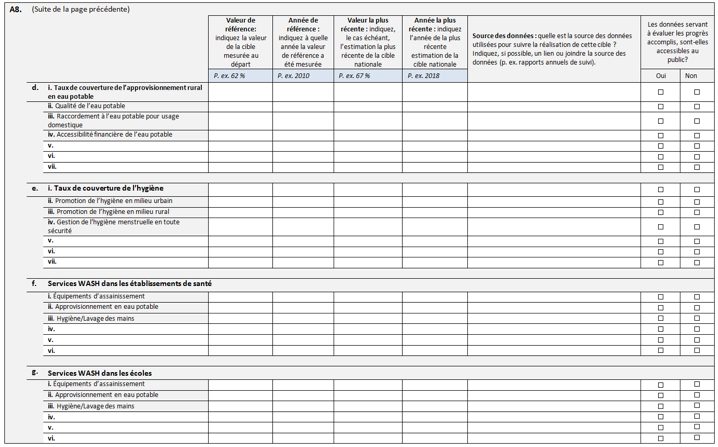 A8. (Suite de la page précédente)
Valeur de référence: indiquez la valeur de la cible mesurée au départ
Année de référence : indiquez à quelle année la valeur de référence a été mesurée
Valeur la plus récente : indiquez, le cas échéant, l'estimation la plus récente de la cible nationale
Année la plus récente : indiquez l'année de la plus récente estimation de la cible nationale
Source des données : quelle est la source des données utilisées pour suivre la réalisation de cette cible ? Indiquez, si possible, un lien ou joindre la source des données (p. ex. rapports annuels de suivi).
Les données servant à évaluer les progrès accomplis, sont-elles accessibles au public?
P. ex. 62 % P. ex. 2010 P. ex. 67 % P. ex. 2018 Oui Non
d. i. Taux de couverture de l'approvisionnement rural
en eau potable
ii. Qualité de l'eau potable
iii. Raccordement à l'eau potable pour usage
domestique
iv. Accessibilité financière de l'eau potable
v.
vi.
vii.
e. i. Taux de couverture de l'hygiène
ii. Promotion de l'hygiène en milieu urbain
iii. Promotion de l'hygiène en milieu rural
iv. Gestion de l'hygiène menstruelle en toute
sécurité
v.
vi.
vii.
f. Services WASH dans les établissements de santé
i. Équipements d'assainissement
ii. Approvisionnement en eau potable
iii. Hygiène/Lavage des mains
iv.
v.
vi.
g. Services WASH dans les écoles
i. Équipements d'assainissement
ii. Approvisionnement en eau potable
iii. Hygiène/Lavage des mains
iv.
v.
vi.